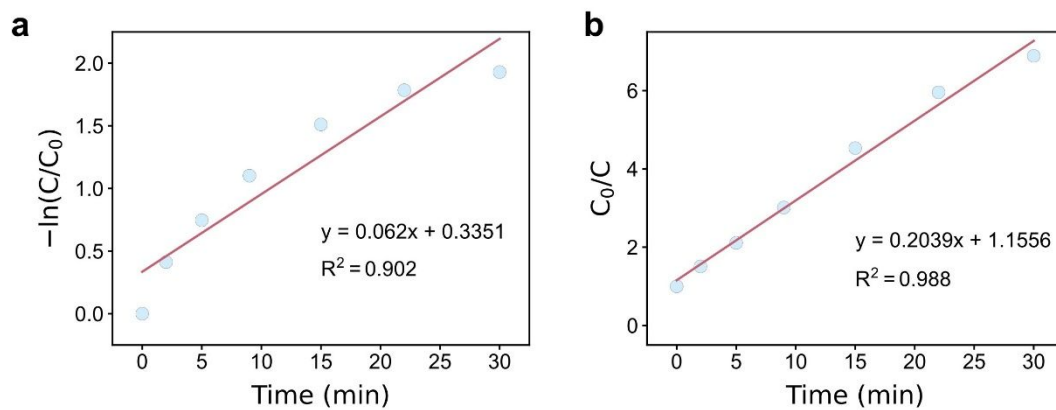 a
2.0
1.5
1.0
0.5
0.0
−ln(C/C₀)
y = 0.062x + 0.3351
R² = 0.902
0 5 10 15 20 25 30
Time (min)
b
6
4
2
0
C₀/C
y = 0.2039x + 1.1556
R² = 0.988
0 5 10 15 20 25 30
Time (min)